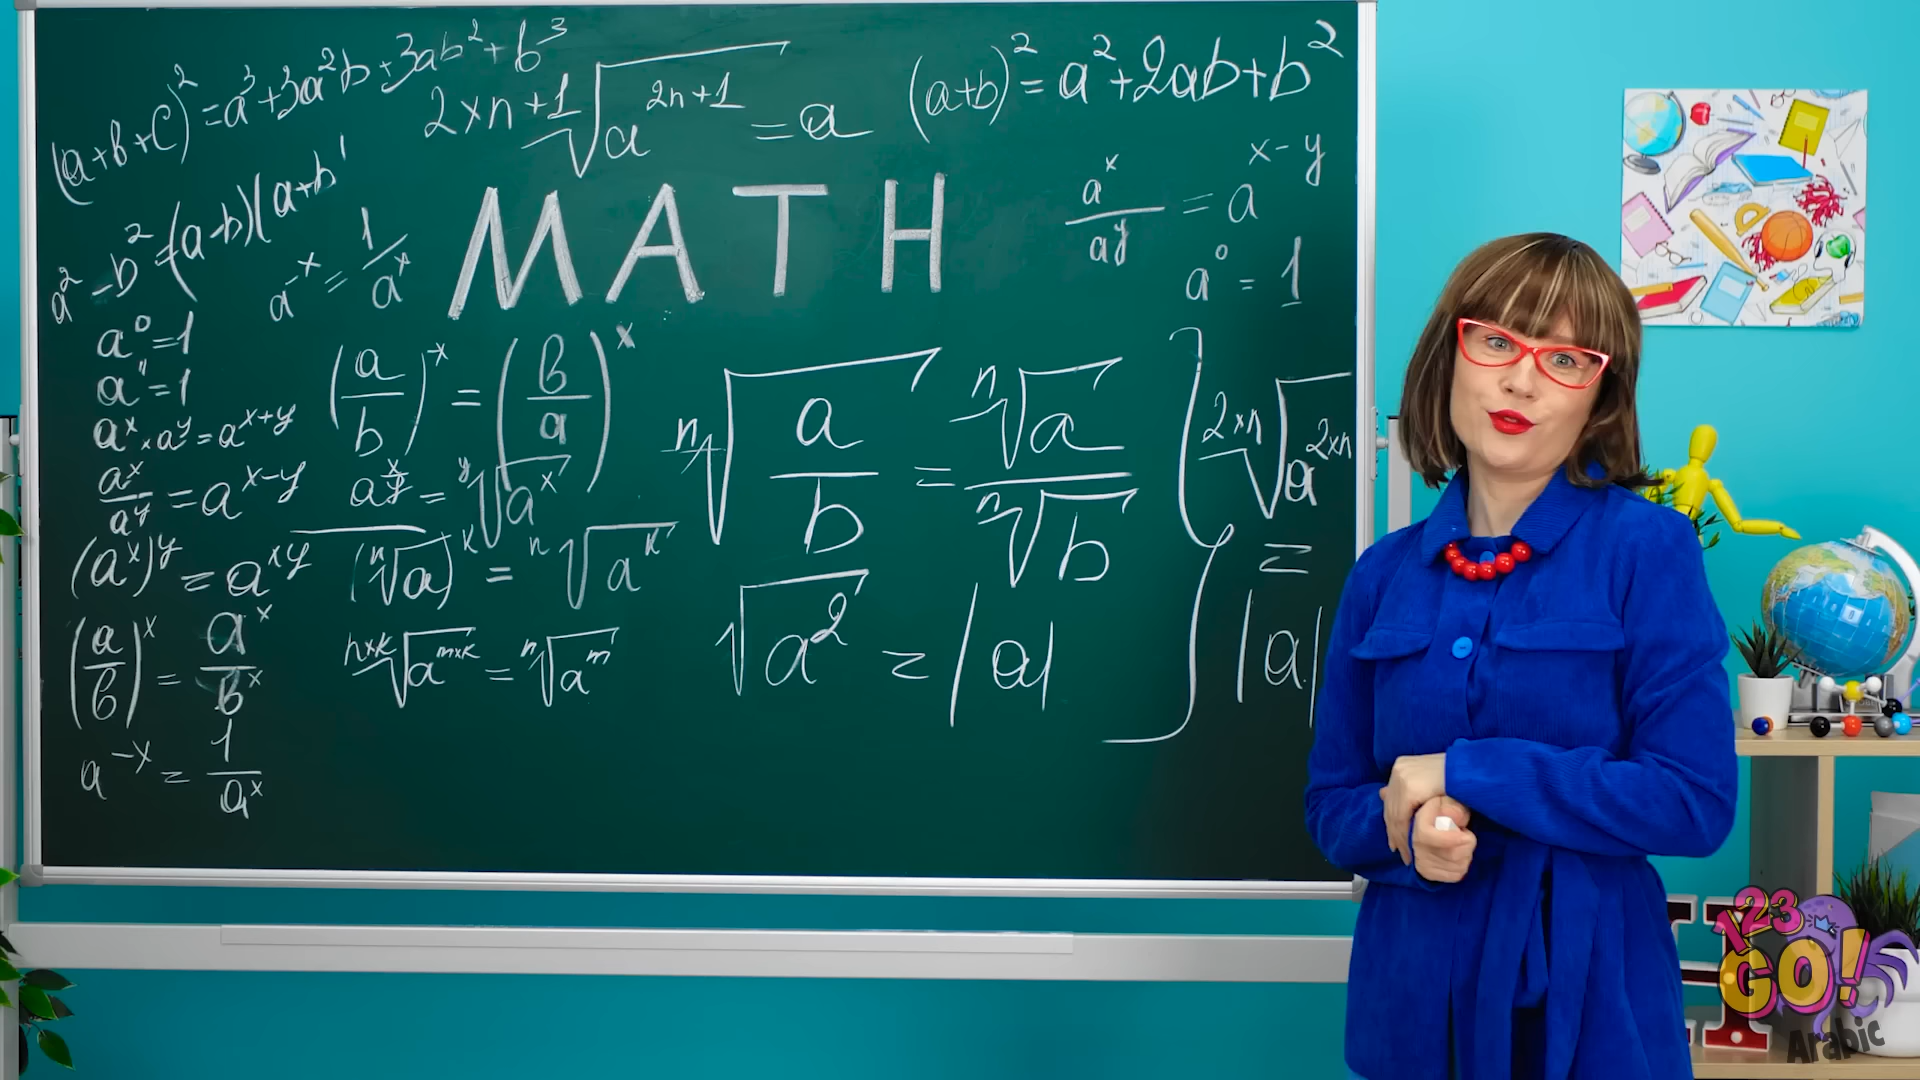 (a+b+c)² = a³+3a²b+3ab²+b³
2×n+1√a^(2n+1) = a
(a+b)² = a²+2ab+b²
a²-b² = (a-b)(a+b)
a^-x = 1/a^x
MATH
a^x/a^y = a^(x-y)
a⁰ = 1
a⁰ = 1
a" = 1
a^x × a^y = a^(x+y)
a^x/a^y = a^(x-y)
(a^x)^y = a^(xy)
(a/b)^x = a^x/b^x
a^-x = 1/a^x
(a/b)^-x = (b/a)^x
a^(x/y) = y√a^x
(n√a)^k = n√a^k
n×k√a^(m×k) = n√a^m
n√(a/b) = n√a / n√b
√a² = |a|
2×n√a^(2×n)
=
|a|
123
GO!
Arabic